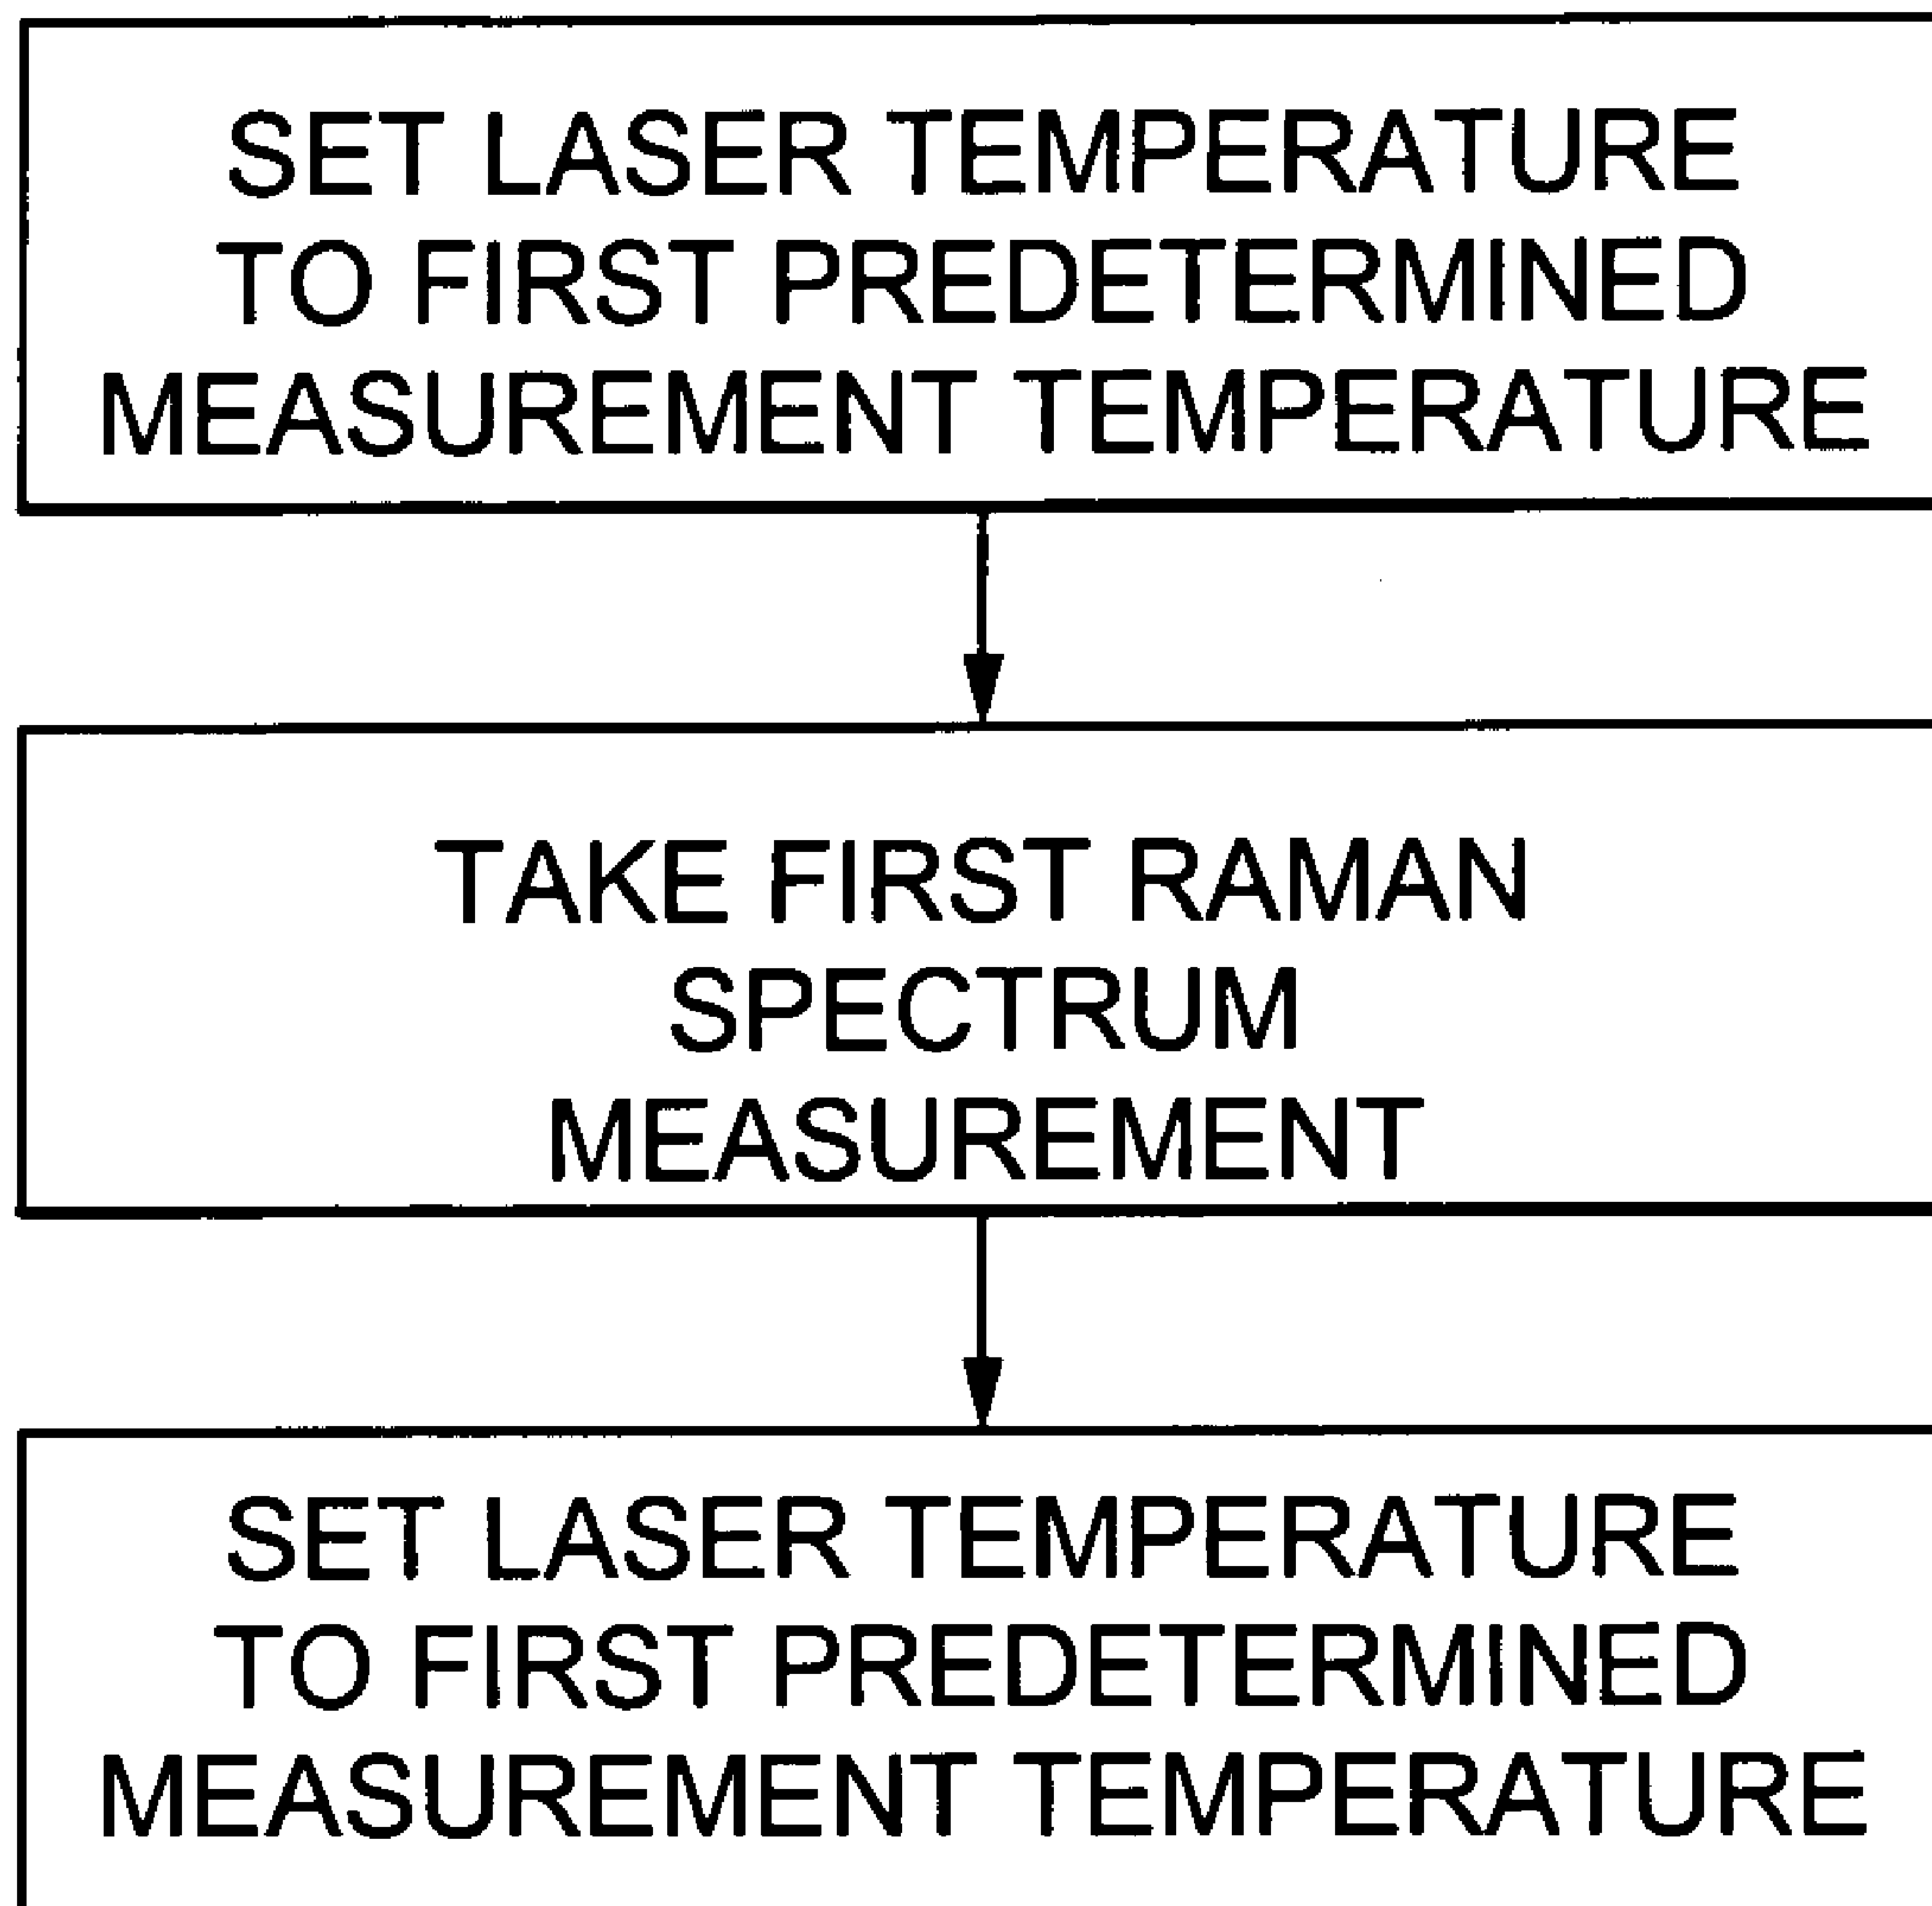 SET LASER TEMPERATURE
TO FIRST PREDETERMINED
MEASUREMENT TEMPERATURE
TAKE FIRST RAMAN
SPECTRUM
MEASUREMENT
SET LASER TEMPERATURE
TO FIRST PREDETERMINED
MEASUREMENT TEMPERATURE